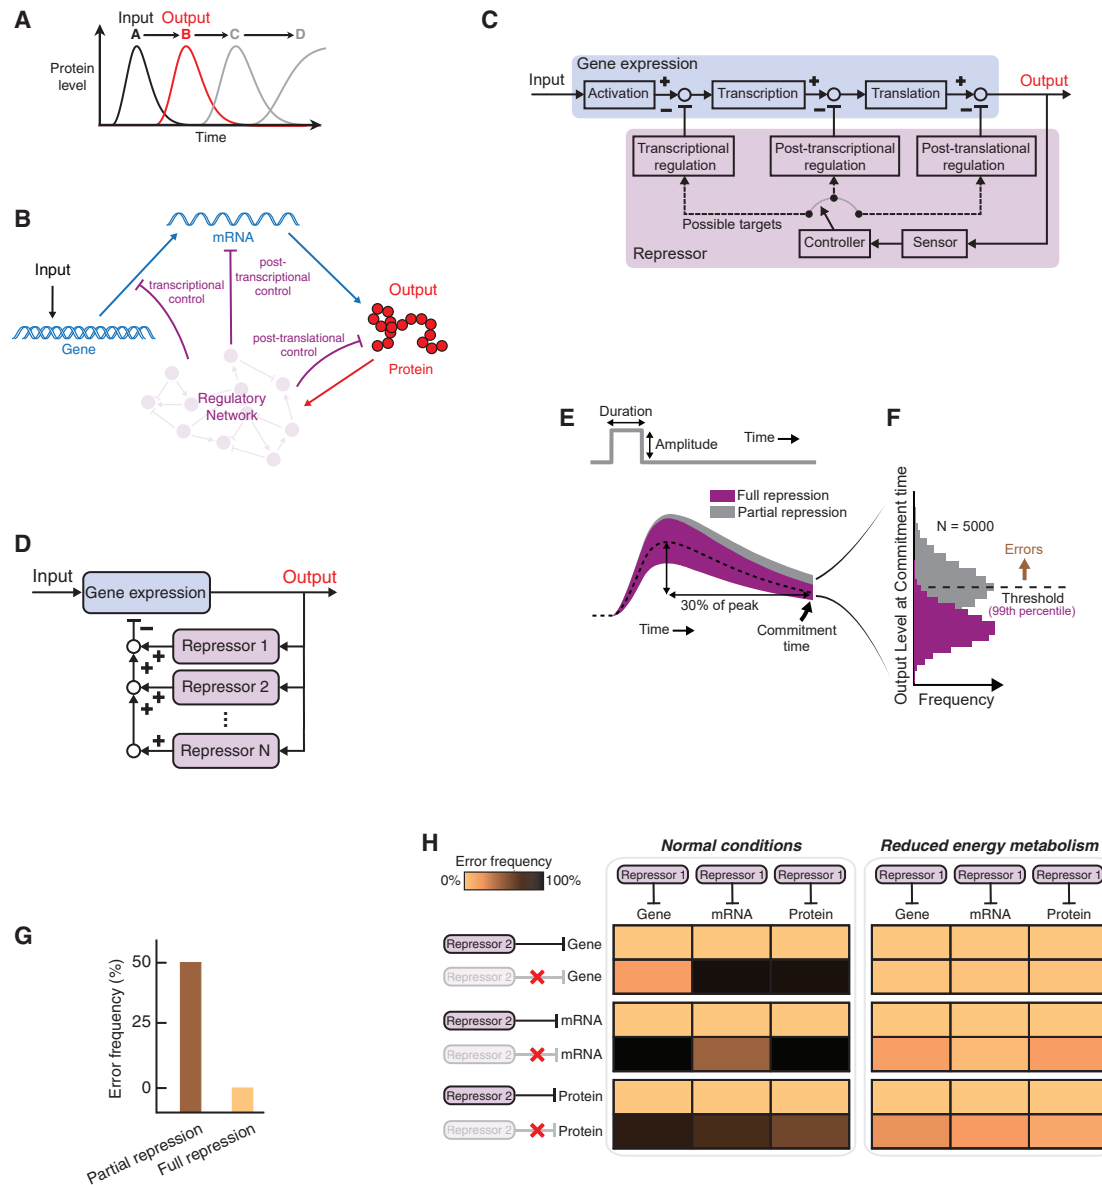 A
Input Output
A B C D
Protein
level
Time
B
mRNA
Input
transcriptional
control
post-
transcriptional
control
Output
Gene
post-translational
control
Protein
Regulatory
Network
C
Gene expression
Input
Output
Activation
+
−
Transcription
+
−
Translation
+
−
Transcriptional
regulation
Post-transcriptional
regulation
Post-translational
regulation
Possible targets
Controller
Sensor
Repressor
D
Input
Gene expression
Output
−
Repressor 1
+
+
Repressor 2
+
+
⋮
Repressor N
+
E
Duration
Amplitude
Time
Full repression
Partial repression
30% of peak
Time
Commitment
time
F
Output Level at Commitment time
N = 5000
Errors
Threshold
(99th percentile)
Frequency
G
Error frequency (%)
50
25
0
Partial repression
Full repression
H
Error frequency
0% 100%
Normal conditions
Reduced energy metabolism
Repressor 1 Repressor 1 Repressor 1
Repressor 1 Repressor 1 Repressor 1
Gene mRNA Protein
Gene mRNA Protein
Repressor 2 Gene
Repressor 2 Gene
Repressor 2 mRNA
Repressor 2 mRNA
Repressor 2 Protein
Repressor 2 Protein